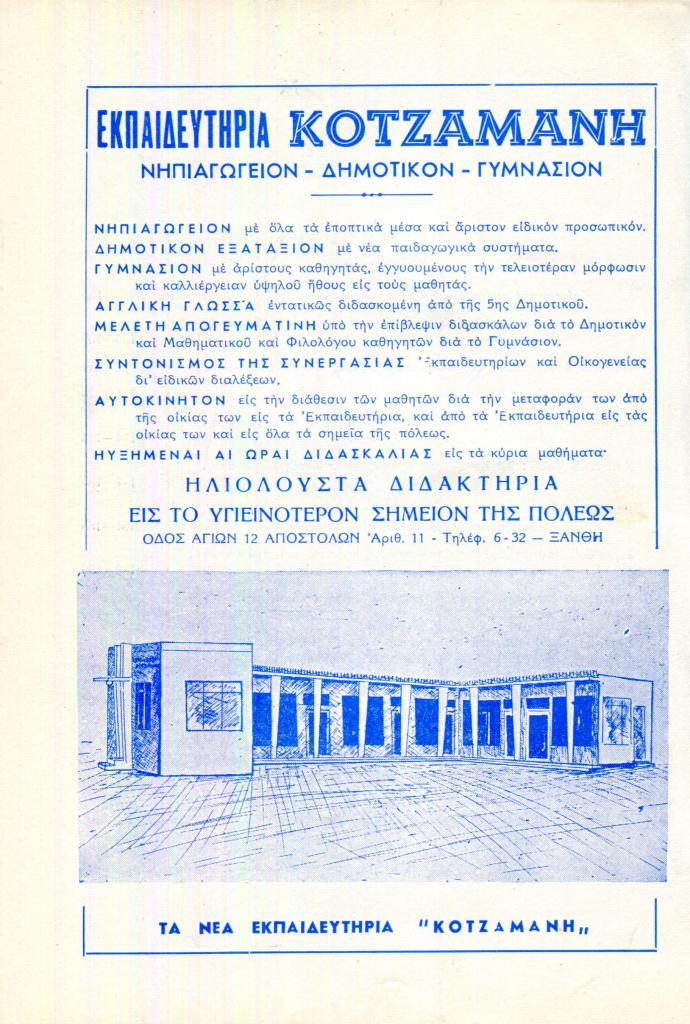 ΕΚΠΑΙΔΕΥΤΗΡΙΑ ΚΟΤΖΑΜΑΝΗ
ΝΗΠΙΑΓΩΓΕΙΟΝ - ΔΗΜΟΤΙΚΟΝ - ΓΥΜΝΑΣΙΟΝ
ΝΗΠΙΑΓΩΓΕΙΟΝ μὲ ὅλα τὰ ἐποπτικὰ μέσα καὶ ἄριστον εἰδικὸν προσωπικόν.
ΔΗΜΟΤΙΚΟΝ ΕΞΑΤΑΞΙΟΝ μὲ νέα παιδαγωγικὰ συστήματα.
ΓΥΜΝΑΣΙΟΝ μὲ ἀρίστους καθηγητάς, ἐγγυουμένους τὴν τελειοτέραν μόρφωσιν
καὶ καλλιέργειαν ὑψηλοῦ ἤθους εἰς τοὺς μαθητάς.
ΑΓΓΛΙΚΗ ΓΛΩΣΣΑ ἐντατικῶς διδασκομένη ἀπὸ τῆς 5ης Δημοτικοῦ.
ΜΕΛΕΤΗ ΑΠΟΓΕΥΜΑΤΙΝΗ ὑπὸ τὴν ἐπίβλεψιν διδασκάλων διὰ τὸ Δημοτικὸν
καὶ Μαθηματικοῦ καὶ Φιλολόγου καθηγητῶν διὰ τὸ Γυμνάσιον.
ΣΥΝΤΟΝΙΣΜΟΣ ΤΗΣ ΣΥΝΕΡΓΑΣΙΑΣ Ἐκπαιδευτηρίων καὶ Οἰκογενείας
δι' εἰδικῶν διαλέξεων.
ΑΥΤΟΚΙΝΗΤΟΝ εἰς τὴν διάθεσιν τῶν μαθητῶν διὰ τὴν μεταφοράν των ἀπὸ
τῆς οἰκίας των εἰς τὰ Ἐκπαιδευτήρια, καὶ ἀπὸ τὰ Ἐκπαιδευτήρια εἰς τὰς
οἰκίας των καὶ εἰς ὅλα τὰ σημεῖα τῆς πόλεως.
ΗΥΞΗΜΕΝΑΙ ΑΙ ΩΡΑΙ ΔΙΔΑΣΚΑΛΙΑΣ εἰς τὰ κύρια μαθήματα·
ΗΛΙΟΛΟΥΣΤΑ ΔΙΔΑΚΤΗΡΙΑ
ΕΙΣ ΤΟ ΥΓΙΕΙΝΟΤΕΡΟΝ ΣΗΜΕΙΟΝ ΤΗΣ ΠΟΛΕΩΣ
ΟΔΟΣ ΑΓΙΩΝ 12 ΑΠΟΣΤΟΛΩΝ Ἀριθ. 11 - Τηλέφ. 6-32 — ΞΑΝΘΗ
ΤΑ ΝΕΑ ΕΚΠΑΙΔΕΥΤΗΡΙΑ "ΚΟΤΖΑΜΑΝΗ„